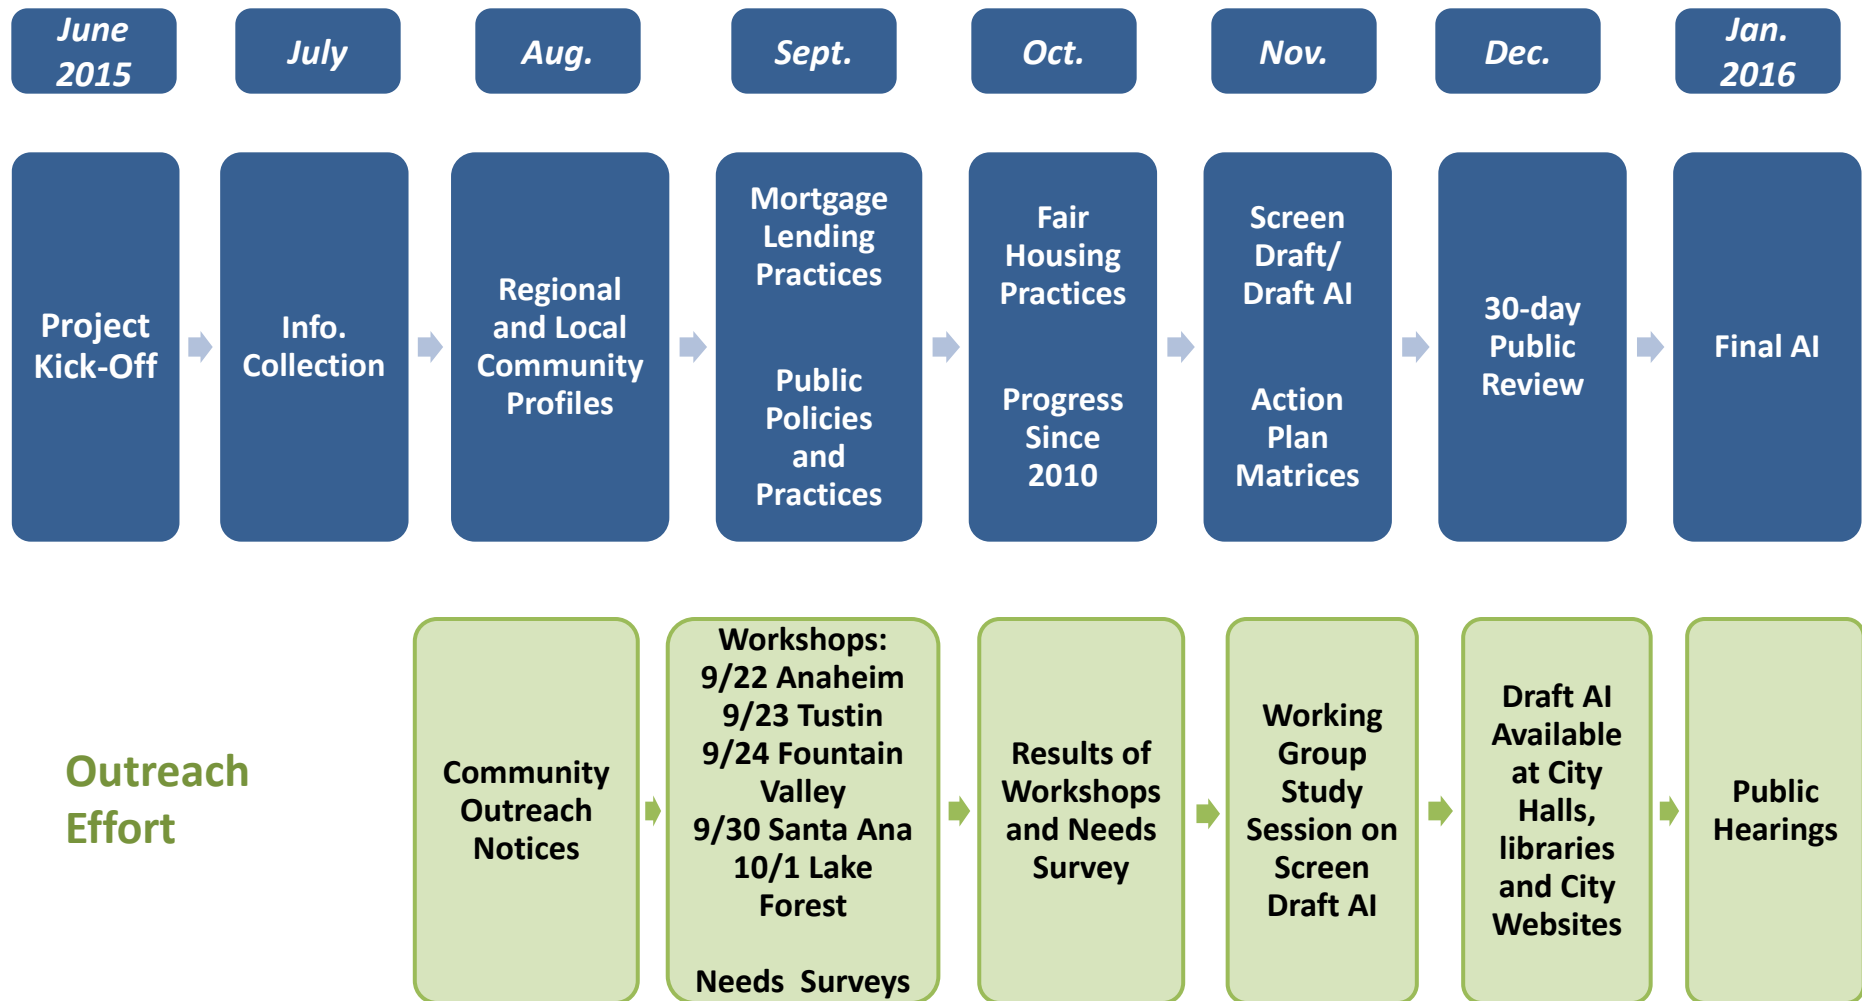 June
2015
July
Aug.
Sept.
Oct.
Nov.
Dec.
Jan.
2016
Project
Kick-Off
Info.
Collection
Regional
and Local
Community
Profiles
Mortgage
Lending
Practices
Public
Policies
and
Practices
Fair
Housing
Practices
Progress
Since
2010
Screen
Draft/
Draft AI
Action
Plan
Matrices
30-day
Public
Review
Final AI
Outreach
Effort
Community
Outreach
Notices
Workshops:
9/22 Anaheim
9/23 Tustin
9/24 Fountain
Valley
9/30 Santa Ana
10/1 Lake
Forest
Needs Surveys
Results of
Workshops
and Needs
Survey
Working
Group
Study
Session on
Screen
Draft AI
Draft AI
Available
at City
Halls,
libraries
and City
Websites
Public
Hearings